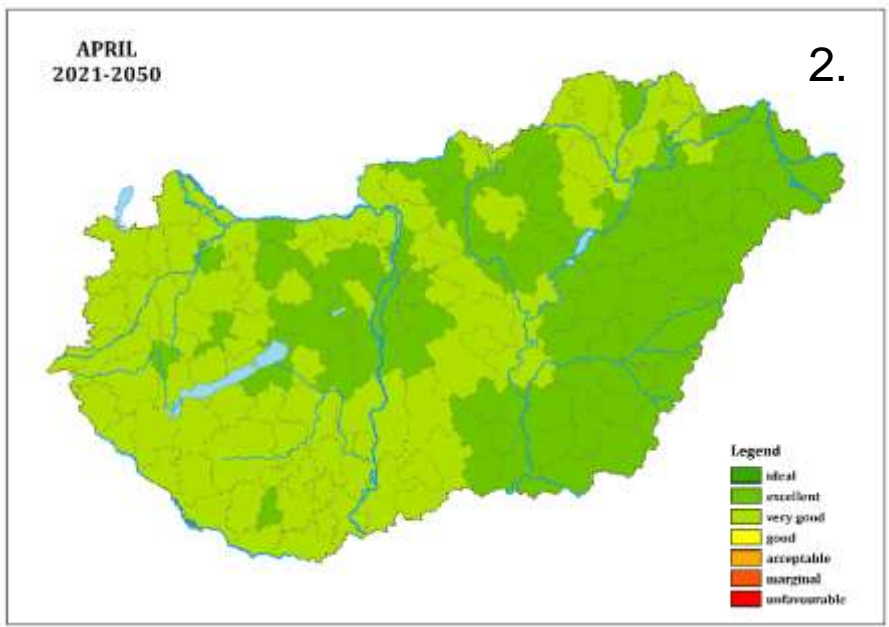 APRIL
2021-2050
2.
Legend
ideal
excellent
very good
good
acceptable
marginal
unfavourable